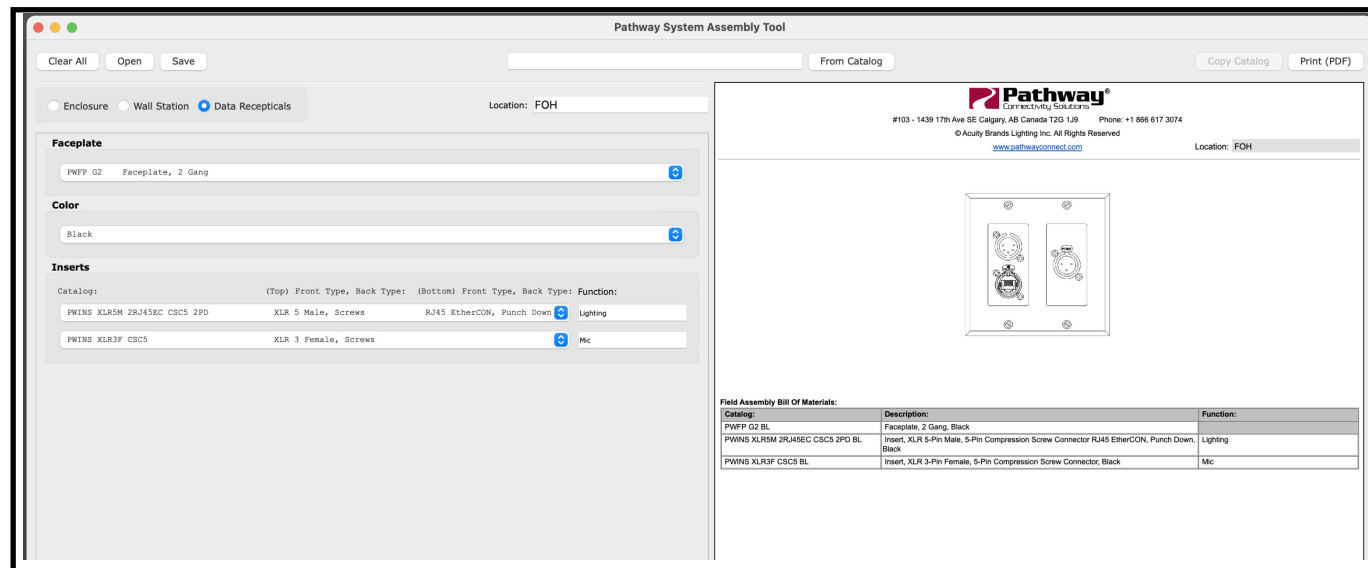 Pathway System Assembly Tool
Clear All Open Save From Catalog Copy Catalog Print (PDF)
Enclosure Wall Station Data Recepticals Location: FOH
Faceplate
PWFP G2 Faceplate, 2 Gang
Color
Black
Inserts
Catalog: (Top) Front Type, Back Type: (Bottom) Front Type, Back Type: Function:
PWINS XLR5M 2RJ45EC CSC5 2PD XLR 5 Male, Screws RJ45 EtherCON, Punch Down Lighting
PWINS XLR3F CSC5 XLR 3 Female, Screws Mic
Pathway®
Connectivity Solutions
#103 - 1439 17th Ave SE Calgary, AB Canada T2G 1J9 Phone: +1 866 617 3074
© Acuity Brands Lighting Inc. All Rights Reserved
www.pathwayconnect.com Location: FOH
Field Assembly Bill Of Materials:
Catalog: Description: Function:
PWFP G2 BL Faceplate, 2 Gang, Black
PWINS XLR5M 2RJ45EC CSC5 2PD BL Insert, XLR 5-Pin Male, 5-Pin Compression Screw Connector RJ45 EtherCON, Punch Down, Lighting
Black
PWINS XLR3F CSC5 BL Insert, XLR 3-Pin Female, 5-Pin Compression Screw Connector, Black Mic